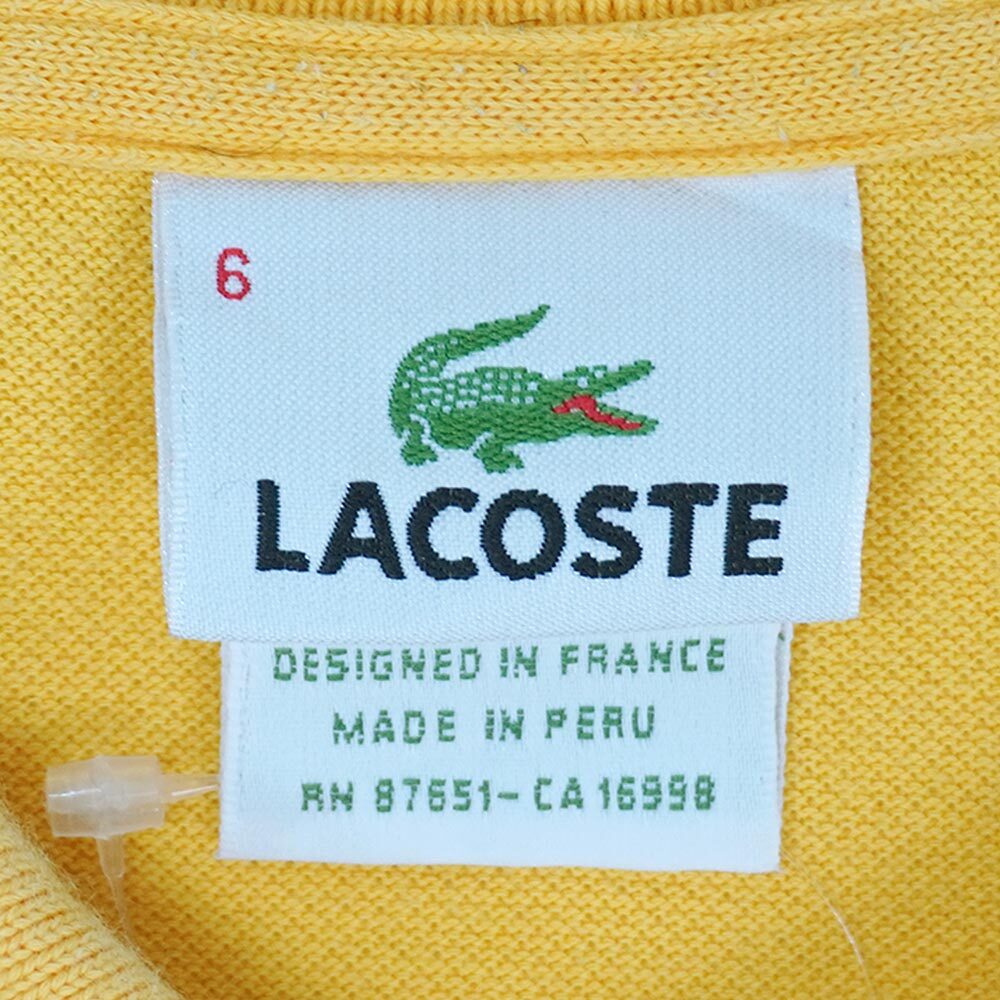 6
LACOSTE
DESIGNED IN FRANCE
MADE IN PERU
RN 87651-CA 16998